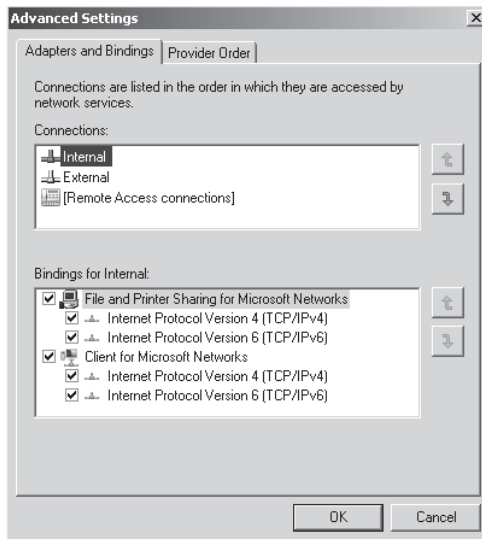 Advanced Settings
Adapters and Bindings
Provider Order
Connections are listed in the order in which they are accessed by
network services.
Connections:
Internal
External
[Remote Access connections]
Bindings for Internal:
File and Printer Sharing for Microsoft Networks
Internet Protocol Version 4 (TCP/IPv4)
Internet Protocol Version 6 (TCP/IPv6)
Client for Microsoft Networks
Internet Protocol Version 4 (TCP/IPv4)
Internet Protocol Version 6 (TCP/IPv6)
OK
Cancel